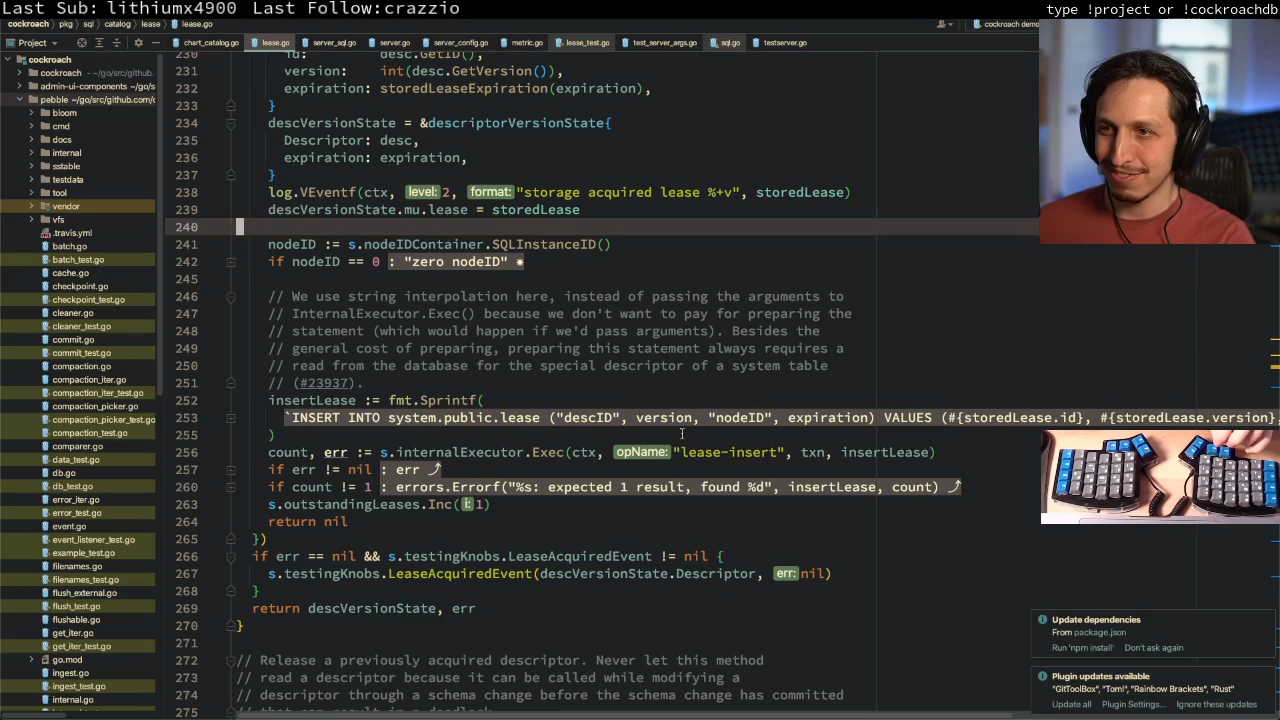 Last Sub: lithiumx4900 Last Follow:crazzio
type !project or !cockroachdb
cockroach › pkg › sql › catalog › lease › lease.go
cockroach demo
Project
chart_catalog.go
lease.go
server_sql.go
server.go
server_config.go
metric.go
lease_test.go
test_server_args.go
sql.go
testserver.go
cockroach
cockroach ~/go/src/github.
admin-ui-components ~/go/s
pebble ~/go/src/github.com/c
bloom
cmd
docs
internal
sstable
testdata
tool
vendor
vfs
.travis.yml
batch.go
batch_test.go
cache.go
checkpoint.go
checkpoint_test.go
cleaner.go
cleaner_test.go
commit.go
commit_test.go
compaction.go
compaction_iter.go
compaction_iter_test.go
compaction_picker.go
compaction_picker_test.go
compaction_test.go
comparer.go
data_test.go
db.go
db_test.go
error_iter.go
error_test.go
event.go
event_listener_test.go
example_test.go
filenames.go
filenames_test.go
flush_external.go
flush_test.go
flushable.go
get_iter.go
get_iter_test.go
go.mod
ingest.go
ingest_test.go
internal.go
230 id: desc.GetID(),
231 version: int(desc.GetVersion()),
232 expiration: storedLeaseExpiration(expiration),
233 }
234 descVersionState = &descriptorVersionState{
235 Descriptor: desc,
236 expiration: expiration,
237 }
238 log.VEventf(ctx, level: 2, format: "storage acquired lease %+v", storedLease)
239 descVersionState.mu.lease = storedLease
240
241 nodeID := s.nodeIDContainer.SQLInstanceID()
242 if nodeID == 0 : "zero nodeID"
245
246 // We use string interpolation here, instead of passing the arguments to
247 // InternalExecutor.Exec() because we don't want to pay for preparing the
248 // statement (which would happen if we'd pass arguments). Besides the
249 // general cost of preparing, preparing this statement always requires a
250 // read from the database for the special descriptor of a system table
251 // (#23937).
252 insertLease := fmt.Sprintf(
253 `INSERT INTO system.public.lease ("descID", version, "nodeID", expiration) VALUES (#{storedLease.id}, #{storedLease.version}
255 )
256 count, err := s.internalExecutor.Exec(ctx, opName: "lease-insert", txn, insertLease)
257 if err != nil : err
260 if count != 1 : errors.Errorf("%s: expected 1 result, found %d", insertLease, count)
263 s.outstandingLeases.Inc( i: 1)
264 return nil
265 })
266 if err == nil && s.testingKnobs.LeaseAcquiredEvent != nil {
267 s.testingKnobs.LeaseAcquiredEvent(descVersionState.Descriptor, err: nil)
268 }
269 return descVersionState, err
270 }
271
272 // Release a previously acquired descriptor. Never let this method
273 // read a descriptor because it can be called while modifying a
274 // descriptor through a schema change before the schema change has committed
275 // that can result in a deadlock.
Update dependencies
From package.json
Run 'npm install' Don't ask again
Plugin updates available
"GitToolBox", "Toml", "Rainbow Brackets", "Rust"
Update all Plugin Settings... Ignore these updates